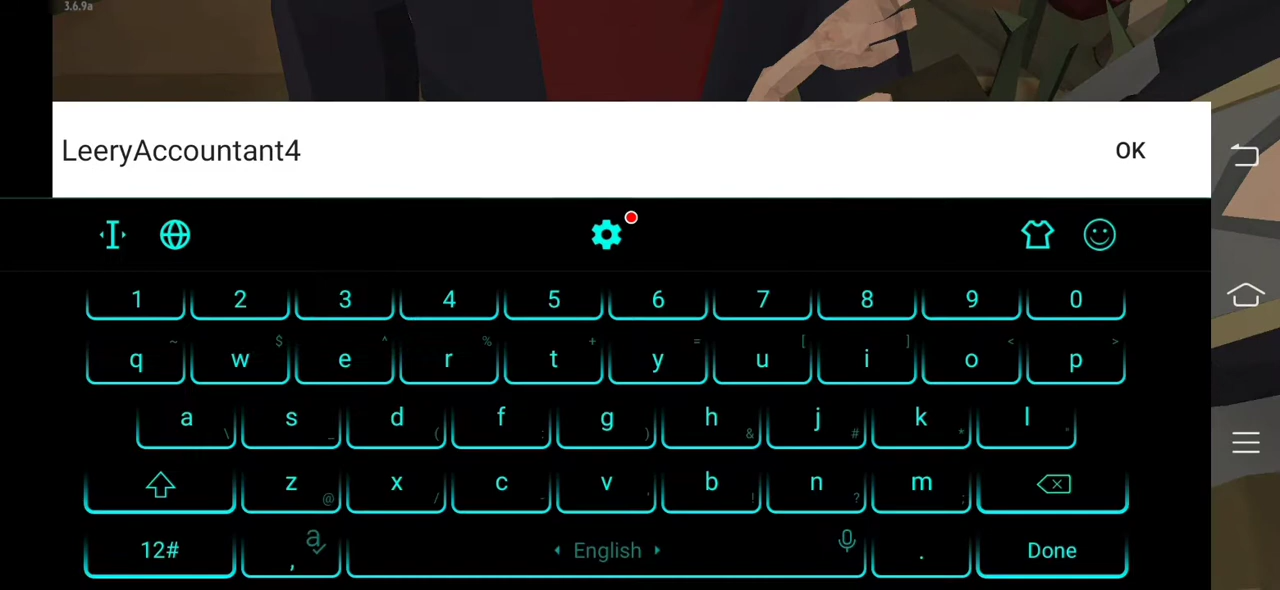 3.6.9a
LeeryAccountant4 OK
1 2 3 4 5 6 7 8 9 0
q ~ w $ e ^ r % t + y = u [ i ] o < p >
a \ s _ d ( f : g ) h & j # k * l "
z @ x / c - v ' b ! n ? m ;
12# , a English . Done